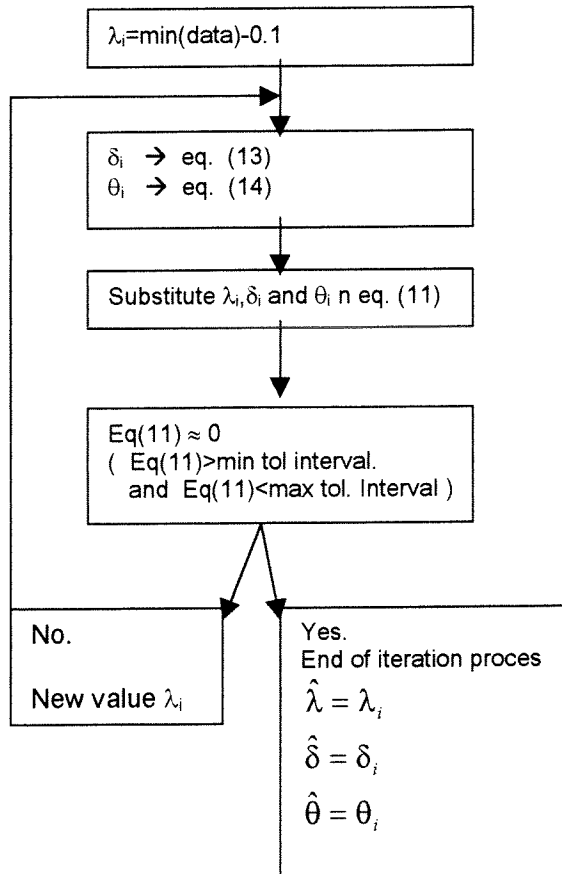 λᵢ=min(data)-0.1
δᵢ → eq. (13)
θᵢ → eq. (14)
Substitute λᵢ,δᵢ and θᵢ n eq. (11)
Eq(11) ≈ 0
( Eq(11)>min tol interval.
and Eq(11)<max tol. Interval )
No.
New value λᵢ
Yes.
End of iteration proces
λ̂ = λᵢ
δ̂ = δᵢ
θ̂ = θᵢ